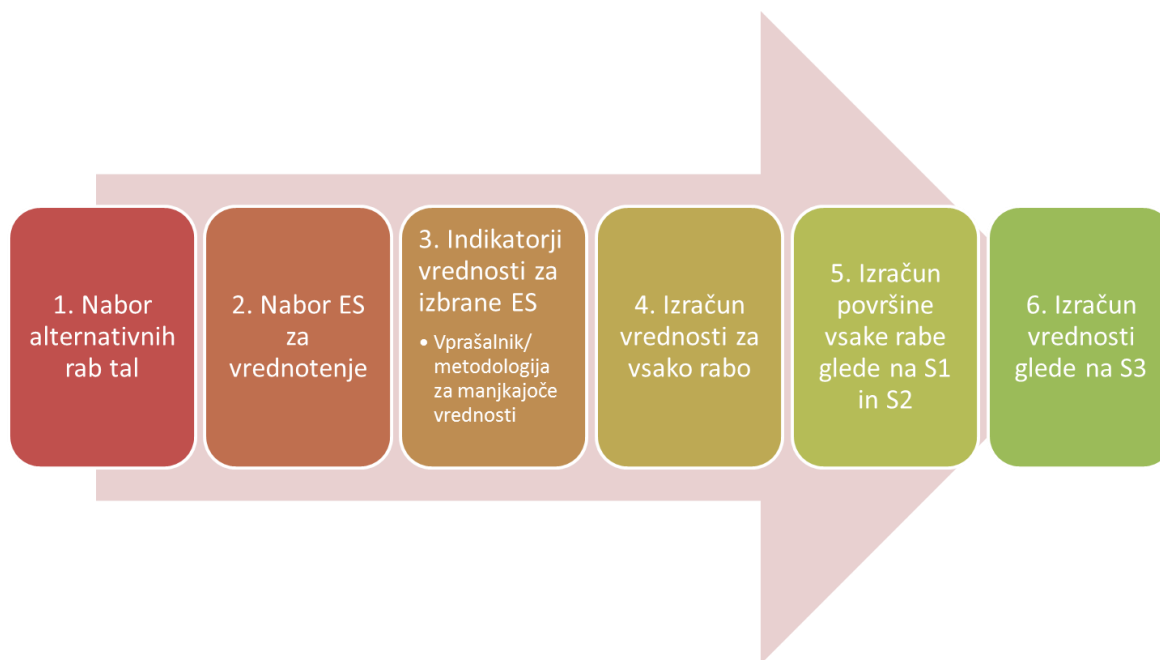 1. Nabor
alternativnih
rab tal
2. Nabor ES
za
vrednotenje
3. Indikatorji
vrednosti za
izbrane ES
• Vprašalnik/
metodologija
za manjkajoče
vrednosti
4. Izračun
vrednosti za
vsako rabo
5. Izračun
površine
vsake rabe
glede na S1
in S2
6. Izračun
vrednosti
glede na S3